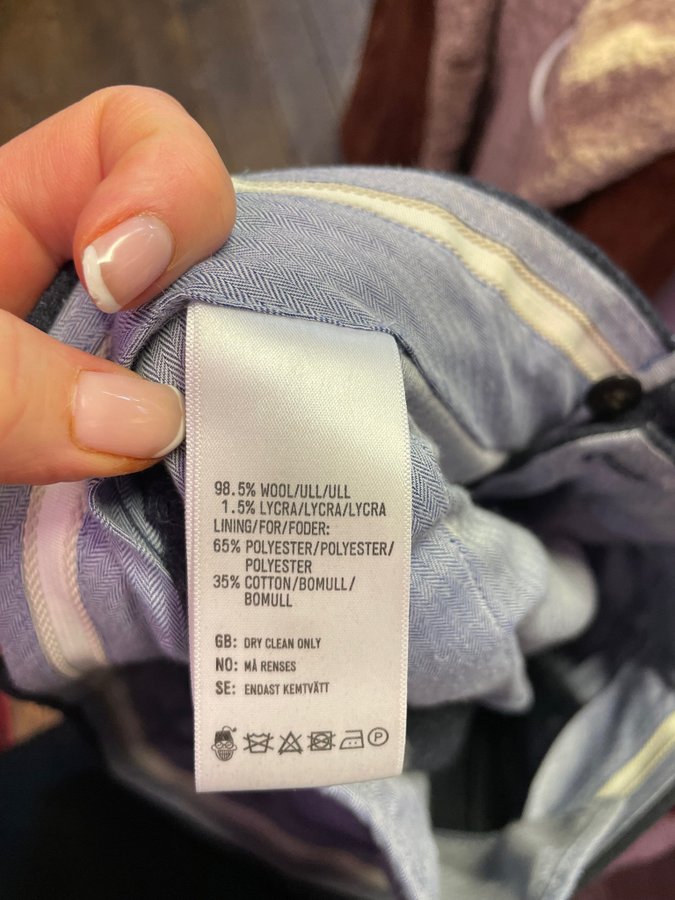 98.5% WOOL/ULL/ULL
1.5% LYCRA/LYCRA/LYCRA
LINING/FOR/FODER:
65% POLYESTER/POLYESTER/
POLYESTER
35% COTTON/BOMULL/
BOMULL
GB: DRY CLEAN ONLY
NO: MÅ RENSES
SE: ENDAST KEMTVÄTT
P